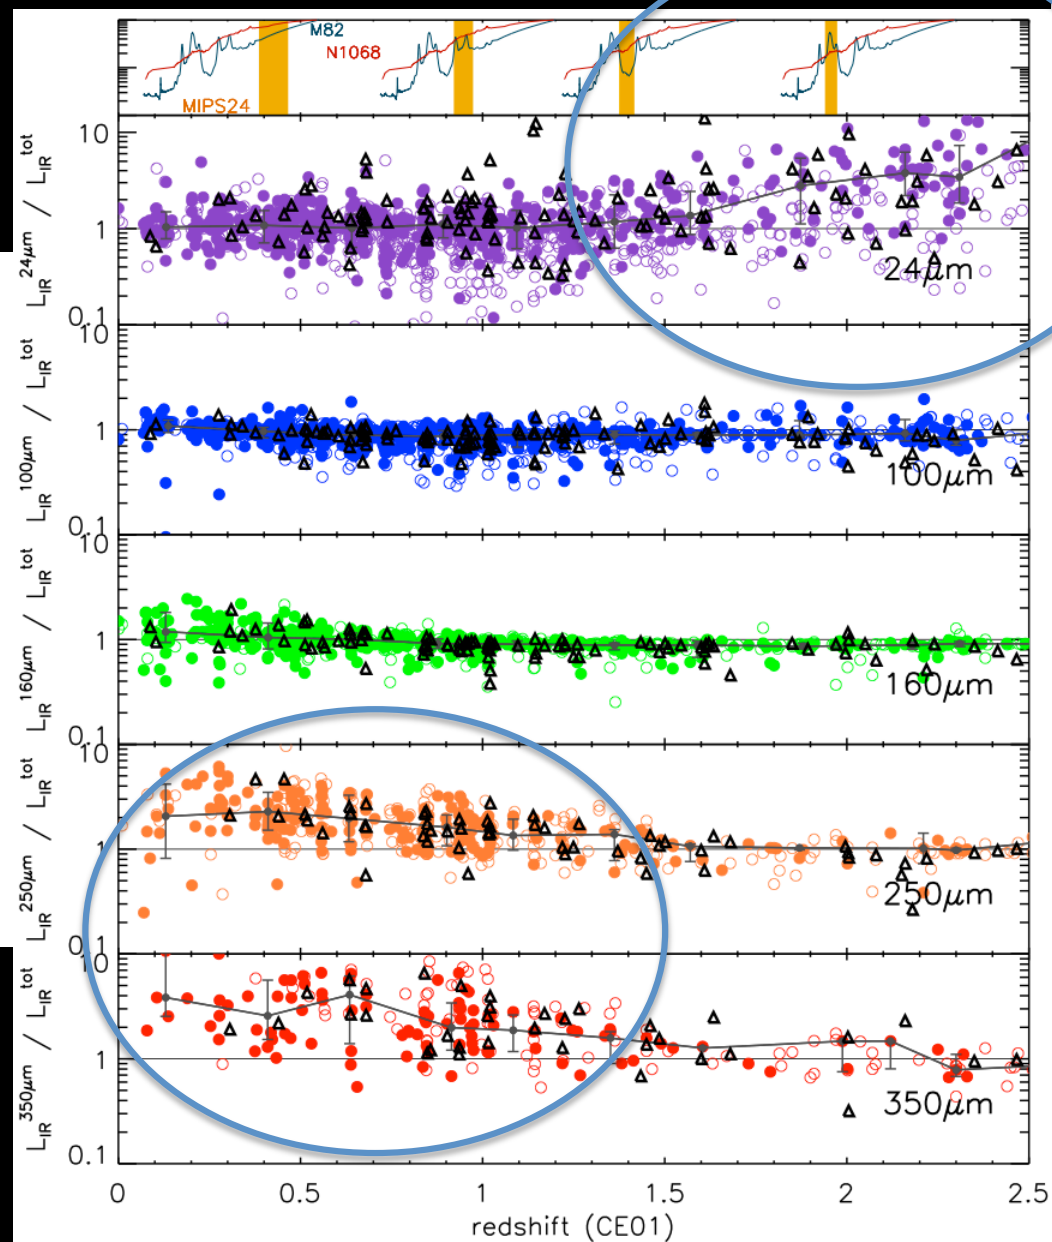 M82
N1068
MIPS24
10
1
0.1
L_IR^24μm / L_IR^tot
24μm
10
1
0.1
L_IR^100μm / L_IR^tot
100μm
10
1
0.1
L_IR^160μm / L_IR^tot
160μm
10
1
0.1
L_IR^250μm / L_IR^tot
250μm
10
1
0.1
L_IR^350μm / L_IR^tot
350μm
0 0.5 1 1.5 2 2.5
redshift (CE01)